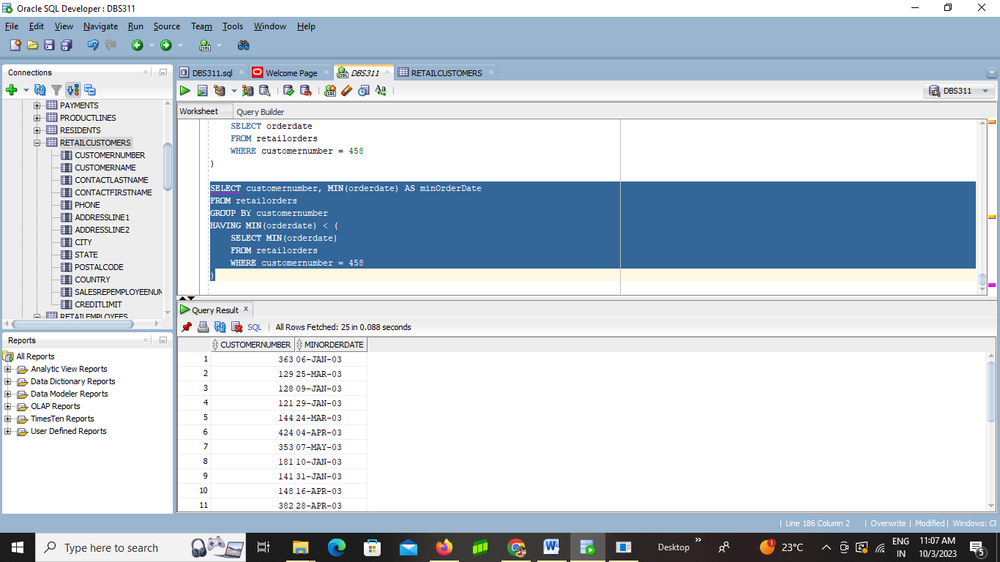 Oracle SQL Developer : DBS311
File Edit View Navigate Run Source Team Tools Window Help
Connections
PAYMENTS
PRODUCTLINES
RESIDENTS
RETAILCUSTOMERS
CUSTOMERNUMBER
CUSTOMERNAME
CONTACTLASTNAME
CONTACTFIRSTNAME
PHONE
ADDRESSLINE1
ADDRESSLINE2
CITY
STATE
POSTALCODE
COUNTRY
SALESREPEMPLOYEENUM
CREDITLIMIT
RETAILEMPLOYEES
Reports
All Reports
Analytic View Reports
Data Dictionary Reports
Data Modeler Reports
OLAP Reports
TimesTen Reports
User Defined Reports
DBS311.sql Welcome Page DBS311 RETAILCUSTOMERS
DBS311
Worksheet Query Builder
SELECT orderdate
FROM retailorders
WHERE customernumber = 458
)
SELECT customernumber, MIN(orderdate) AS minOrderDate
FROM retailorders
GROUP BY customernumber
HAVING MIN(orderdate) < (
SELECT MIN(orderdate)
FROM retailorders
WHERE customernumber = 458
)
Query Result x
SQL | All Rows Fetched: 25 in 0.088 seconds
CUSTOMERNUMBER MINORDERDATE
1 363 06-JAN-03
2 129 25-MAR-03
3 128 09-JAN-03
4 121 29-JAN-03
5 144 24-MAR-03
6 424 04-APR-03
7 353 07-MAY-03
8 181 10-JAN-03
9 141 31-JAN-03
10 148 16-APR-03
11 382 28-APR-03
| Line 186 Column 2 | Overwrite | Modified | Windows: CF
Type here to search
Desktop
1
23°C
ENG
IN
11:07 AM
10/3/2023
5